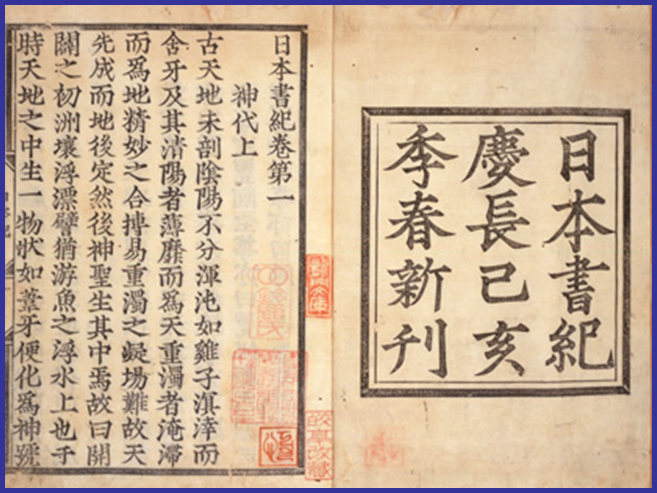 日本書紀
慶長己亥
季春新刊
日本書紀卷第一
神代上
古天地未剖陰陽不分渾沌如雞子溟涬而
含牙及其清陽者薄靡而爲天重濁者淹滯
而爲地精妙之合搏易重濁之凝場難故天
先成而地後定然後神聖生其中焉故曰開
闢之初洲壤浮漂譬猶游魚之浮水上也于
時天地之中生一物狀如葦牙便化爲神號